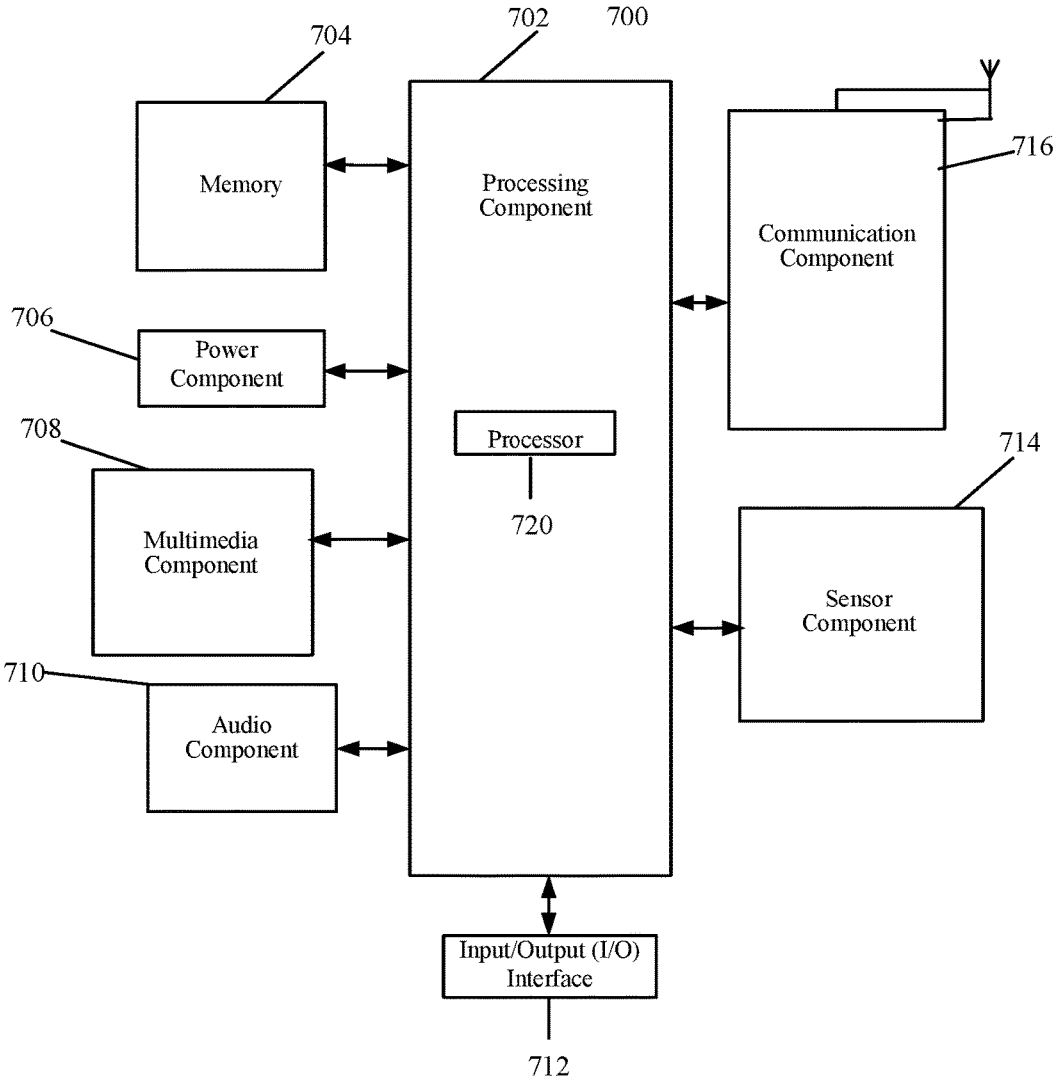 702
700
704
Memory
Processing
Component
716
Communication
Component
706
Power
Component
708
Processor
720
714
Multimedia
Component
Sensor
Component
710
Audio
Component
Input/Output (I/O)
Interface
712